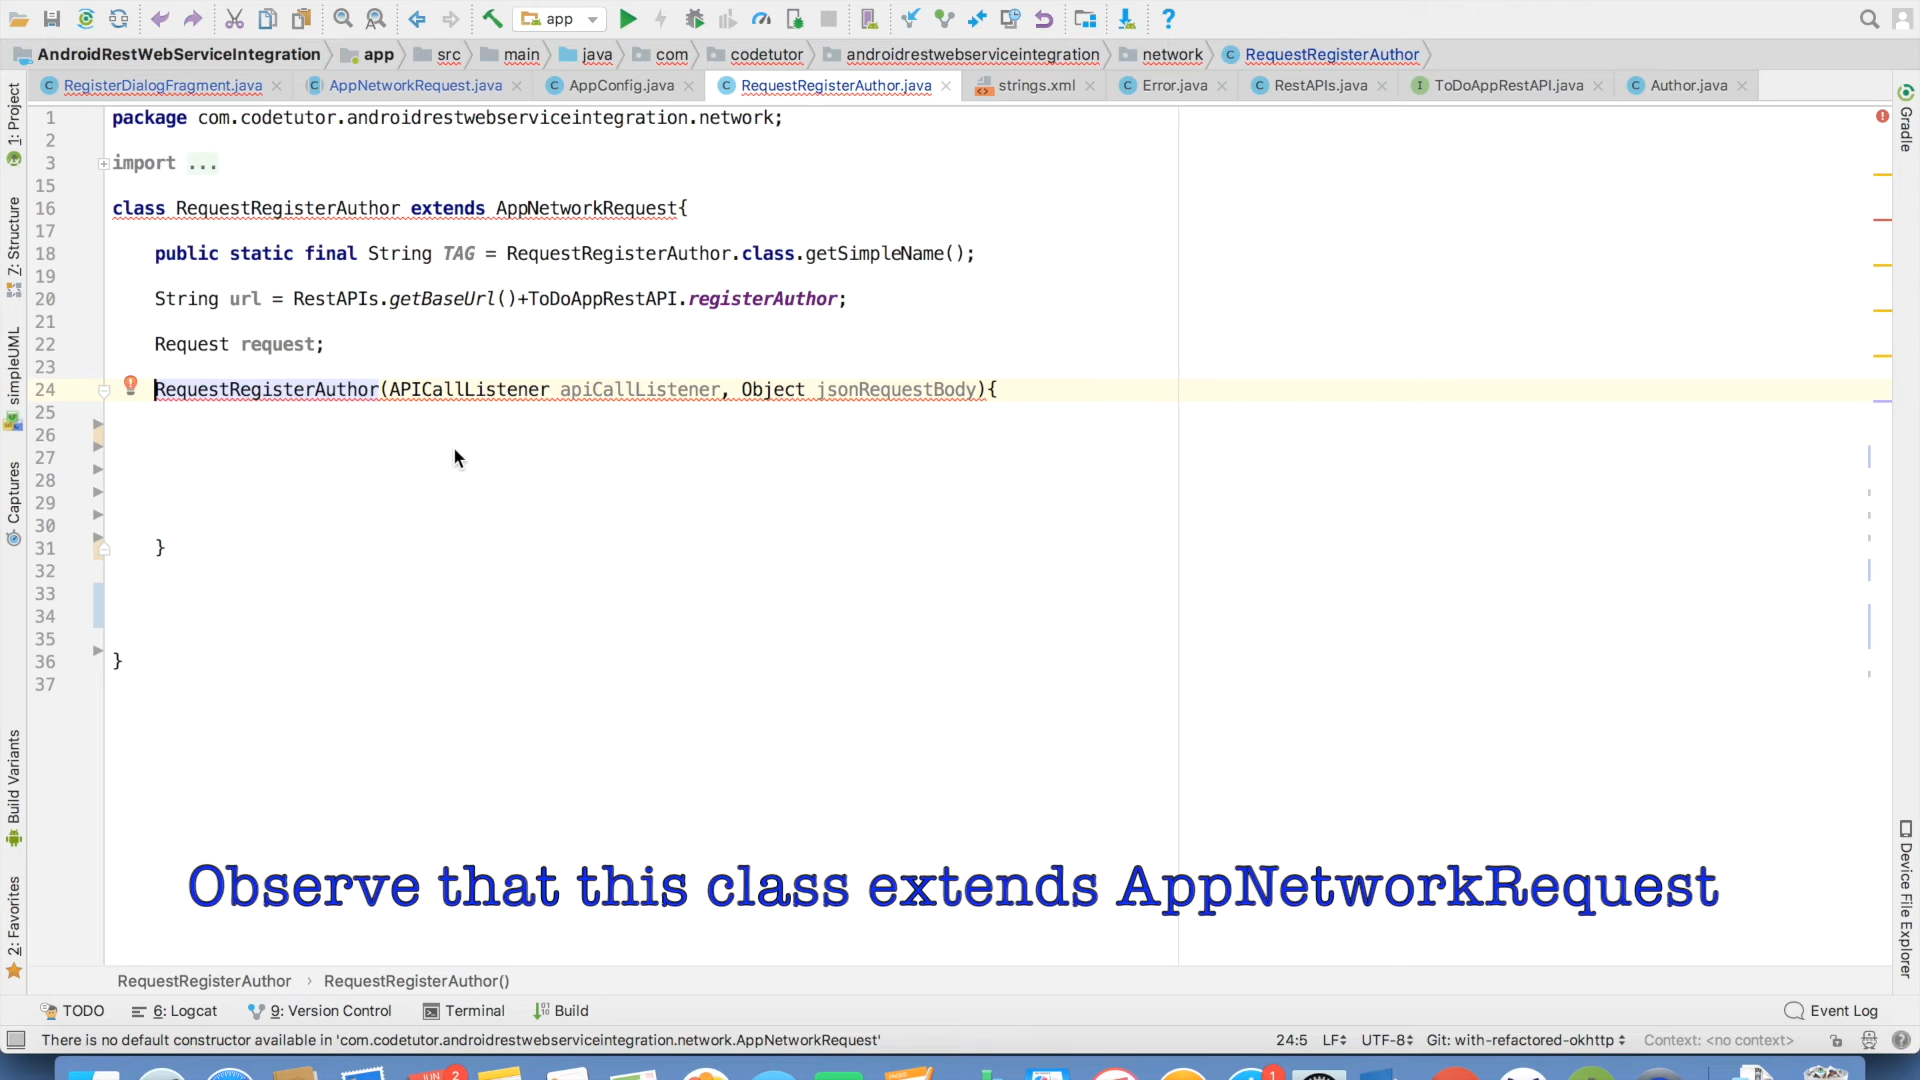 app
AndroidRestWebServiceIntegration
app
src
main
java
com
codetutor
androidrestwebserviceintegration
network
RequestRegisterAuthor
RegisterDialogFragment.java
AppNetworkRequest.java
AppConfig.java
RequestRegisterAuthor.java
strings.xml
Error.java
RestAPIs.java
ToDoAppRestAPI.java
Author.java
1: Project
Z: Structure
simpleUML
Captures
Build Variants
2: Favorites
Gradle
Device File Explorer
1 package com.codetutor.androidrestwebserviceintegration.network;
2
3 import ...
15
16 class RequestRegisterAuthor extends AppNetworkRequest{
17
18 public static final String TAG = RequestRegisterAuthor.class.getSimpleName();
19
20 String url = RestAPIs.getBaseUrl()+ToDoAppRestAPI.registerAuthor;
21
22 Request request;
23
24 RequestRegisterAuthor(APICallListener apiCallListener, Object jsonRequestBody){
25
26
27
28
29
30
31 }
32
33
34
35
36 }
37
Observe that this class extends AppNetworkRequest
RequestRegisterAuthor › RequestRegisterAuthor()
TODO
6: Logcat
9: Version Control
Terminal
Build
Event Log
There is no default constructor available in 'com.codetutor.androidrestwebserviceintegration.network.AppNetworkRequest'
24:5
LF
UTF-8
Git: with-refactored-okhttp
Context: <no context>
JUN
2
PAGES
1